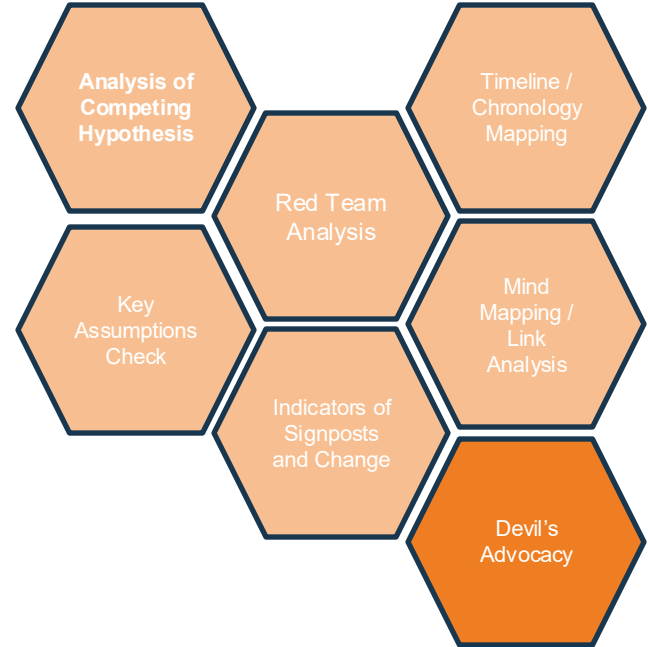 Analysis of
Competing
Hypothesis
Timeline /
Chronology
Mapping
Red Team
Analysis
Key
Assumptions
Check
Mind
Mapping /
Link
Analysis
Indicators of
Signposts
and Change
Devil’s
Advocacy